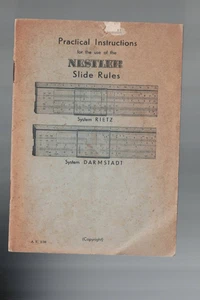 Practical Instructions
for the use of the
NESTLER
Slide Rules
System RIETZ
System DARMSTADT
(Copyright)